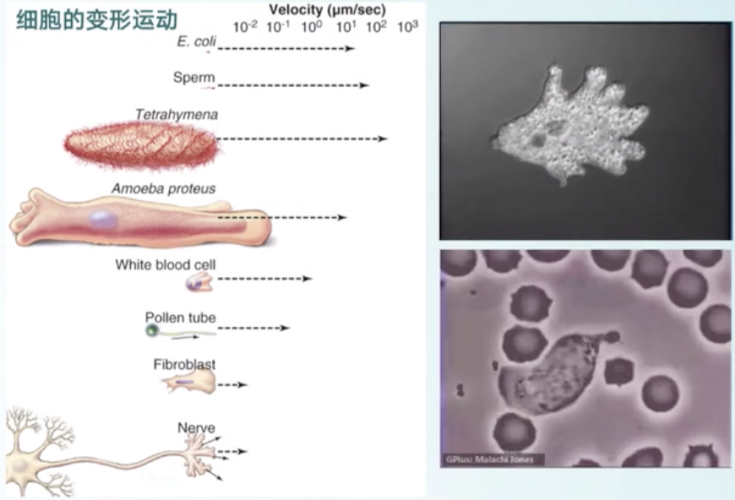 细胞的变形运动
Velocity (μm/sec)
10⁻² 10⁻¹ 10⁰ 10¹ 10² 10³
E. coli
Sperm
Tetrahymena
Amoeba proteus
White blood cell
Pollen tube
Fibroblast
Nerve
GPlus: Malachi Jones